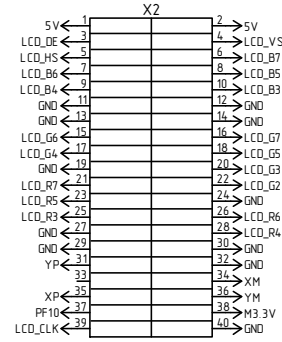 X2
5V 1 2 5V
LCD_DE 3 4 LCD_VS
LCD_HS 5 6 LCD_B7
LCD_B6 7 8 LCD_B5
LCD_B4 9 10 LCD_B3
GND 11 12 GND
GND 13 14 GND
LCD_G6 15 16 LCD_G7
LCD_G4 17 18 LCD_G5
GND 19 20 LCD_G3
LCD_R7 21 22 LCD_G2
LCD_R5 23 24 GND
LCD_R3 25 26 LCD_R6
GND 27 28 LCD_R4
GND 29 30 GND
YP 31 32 GND
33 34 XM
XP 35 36 YM
PF10 37 38 M3.3V
LCD_CLK 39 40 GND